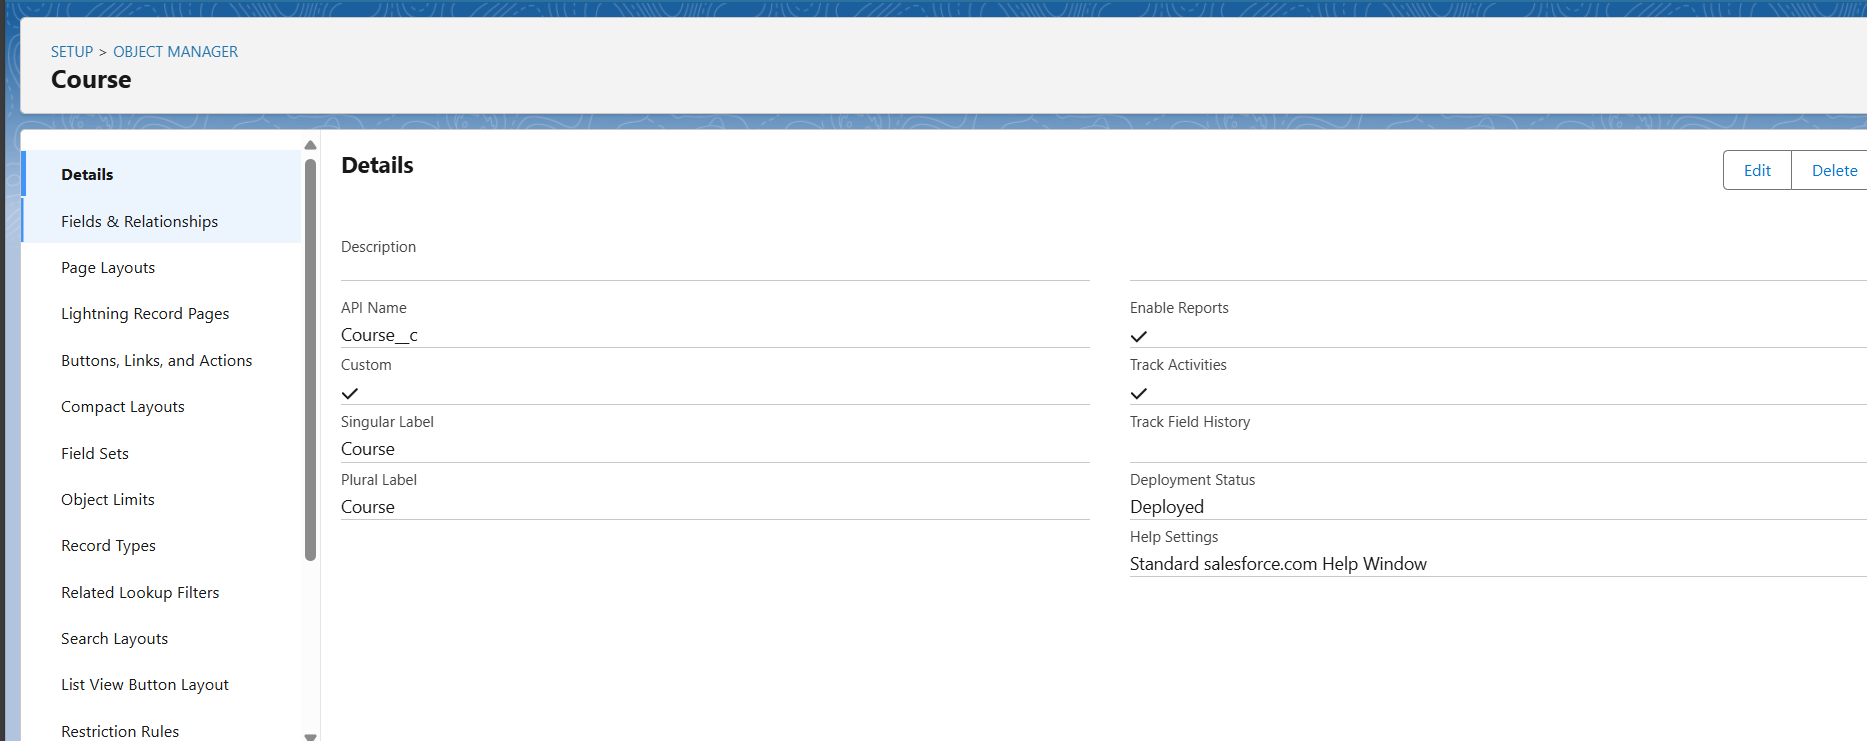 SETUP > OBJECT MANAGER
Course
Details
Fields & Relationships
Page Layouts
Lightning Record Pages
Buttons, Links, and Actions
Compact Layouts
Field Sets
Object Limits
Record Types
Related Lookup Filters
Search Layouts
List View Button Layout
Restriction Rules
Details
Edit
Delete
Description
API Name
Course__c
Custom
Singular Label
Course
Plural Label
Course
Enable Reports
Track Activities
Track Field History
Deployment Status
Deployed
Help Settings
Standard salesforce.com Help Window